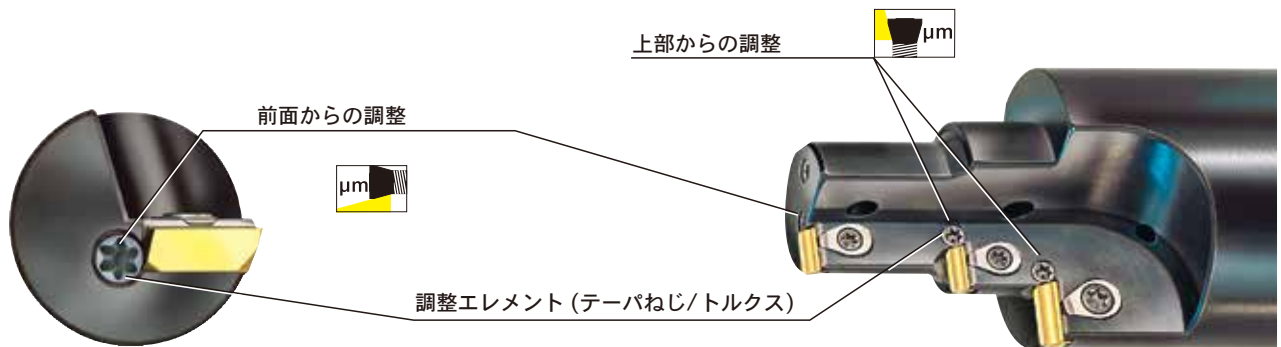 上部からの調整
μm
前面からの調整
μm
調整エレメント (テーパねじ/トルクス)